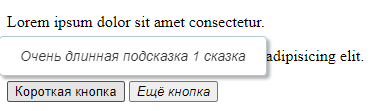 Lorem ipsum dolor sit amet consectetur.
Очень длинная подсказка 1 сказка adipisicing elit.
Короткая кнопка Ещё кнопка